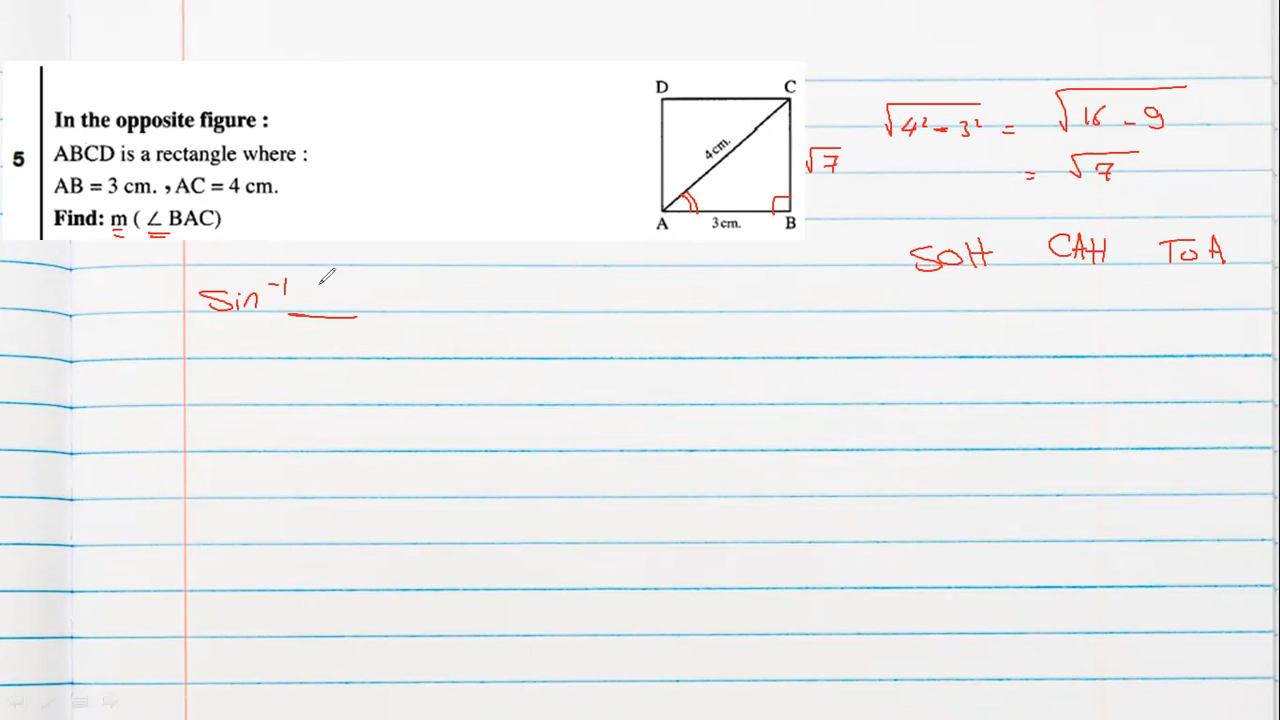 5
In the opposite figure :
ABCD is a rectangle where :
AB = 3 cm. , AC = 4 cm.
Find: m ( ∠ BAC)
D C
4cm.
A 3cm. B
√7
√4² - 3² = √16 - 9
= √7
SOH CAH ToA
Sin⁻¹